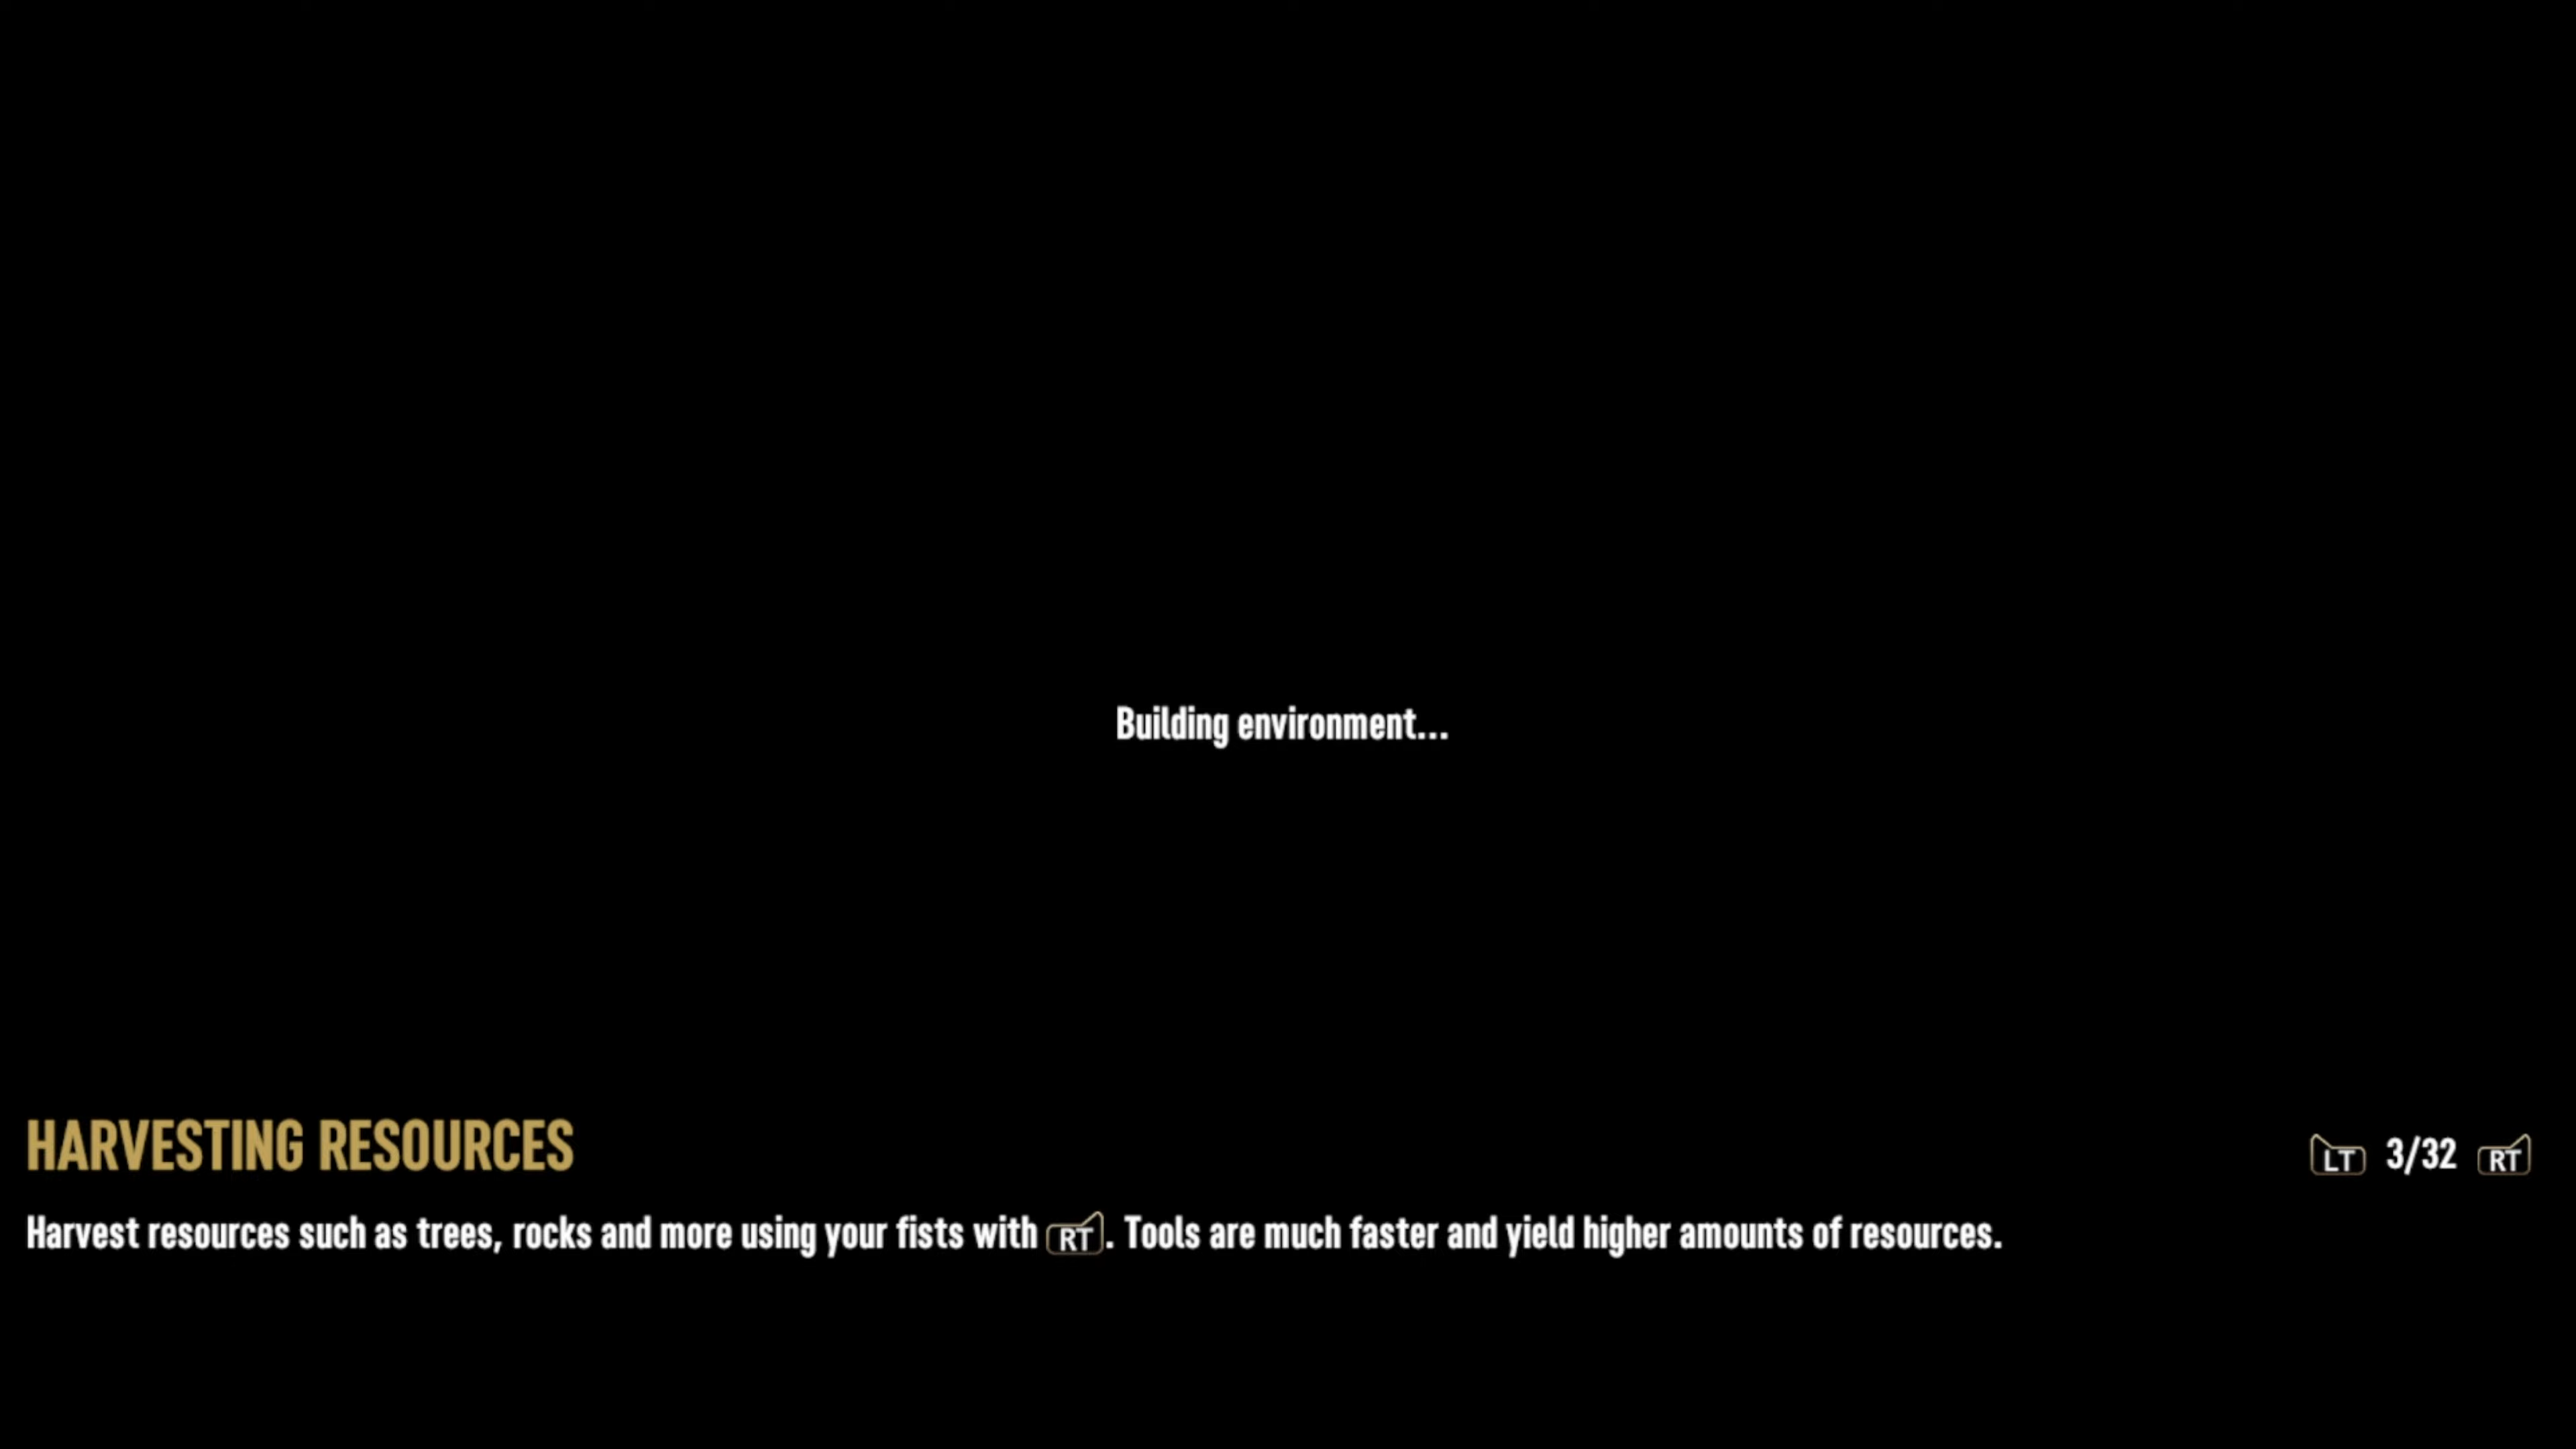 Building environment...
HARVESTING RESOURCES
LT 3/32 RT
Harvest resources such as trees, rocks and more using your fists with RT. Tools are much faster and yield higher amounts of resources.